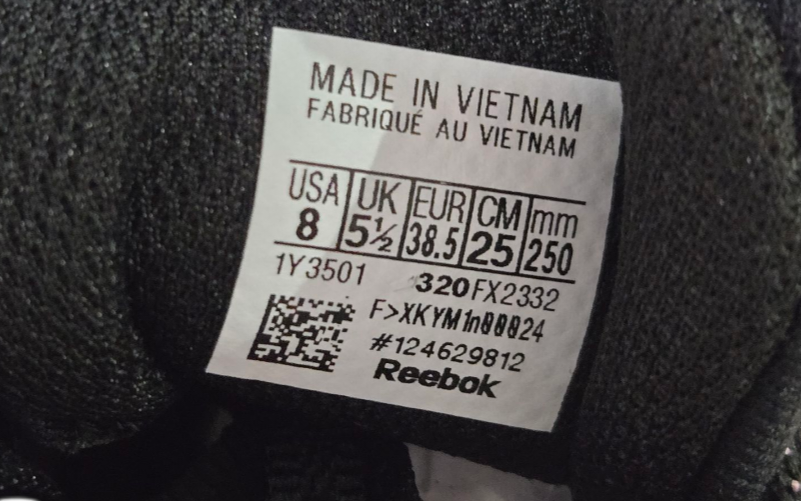 MADE IN VIETNAM
FABRIQUÉ AU VIETNAM
USA UK EUR CM mm
8 5½ 38.5 25 250
1Y3501 320FX2332
F>XKYM1n00024
#124629812
Reebok